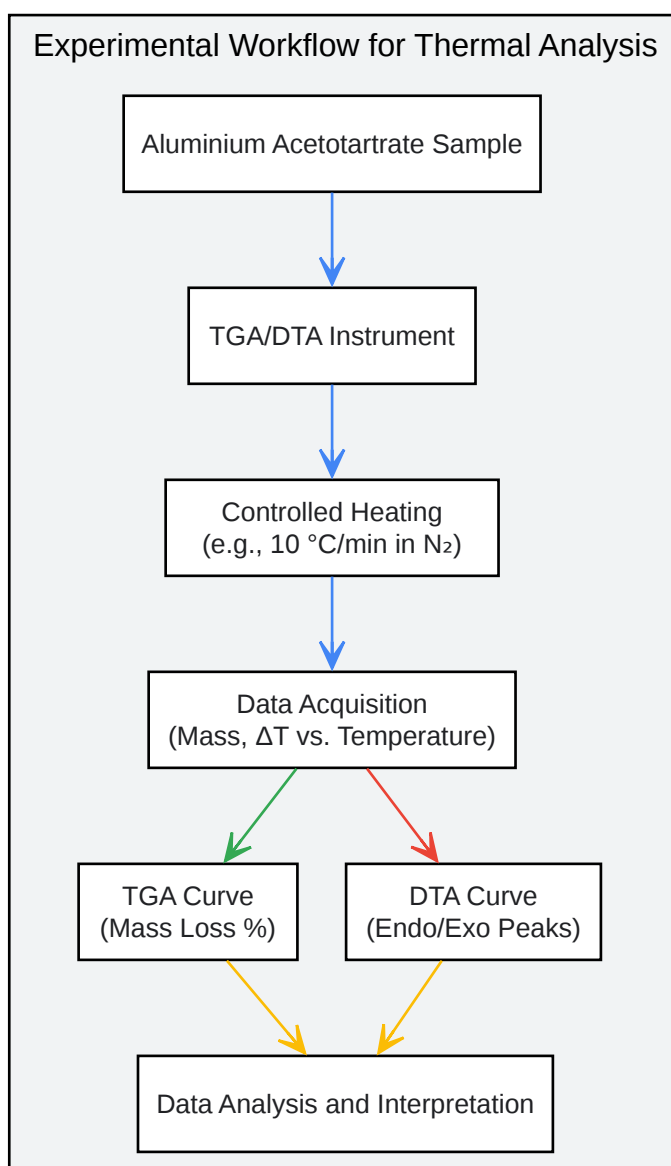 Experimental Workflow for Thermal Analysis
Aluminium Acetotartrate Sample
TGA/DTA Instrument
Controlled Heating
(e.g., 10 °C/min in N₂)
Data Acquisition
(Mass, ΔT vs. Temperature)
TGA Curve
(Mass Loss %)
DTA Curve
(Endo/Exo Peaks)
Data Analysis and Interpretation